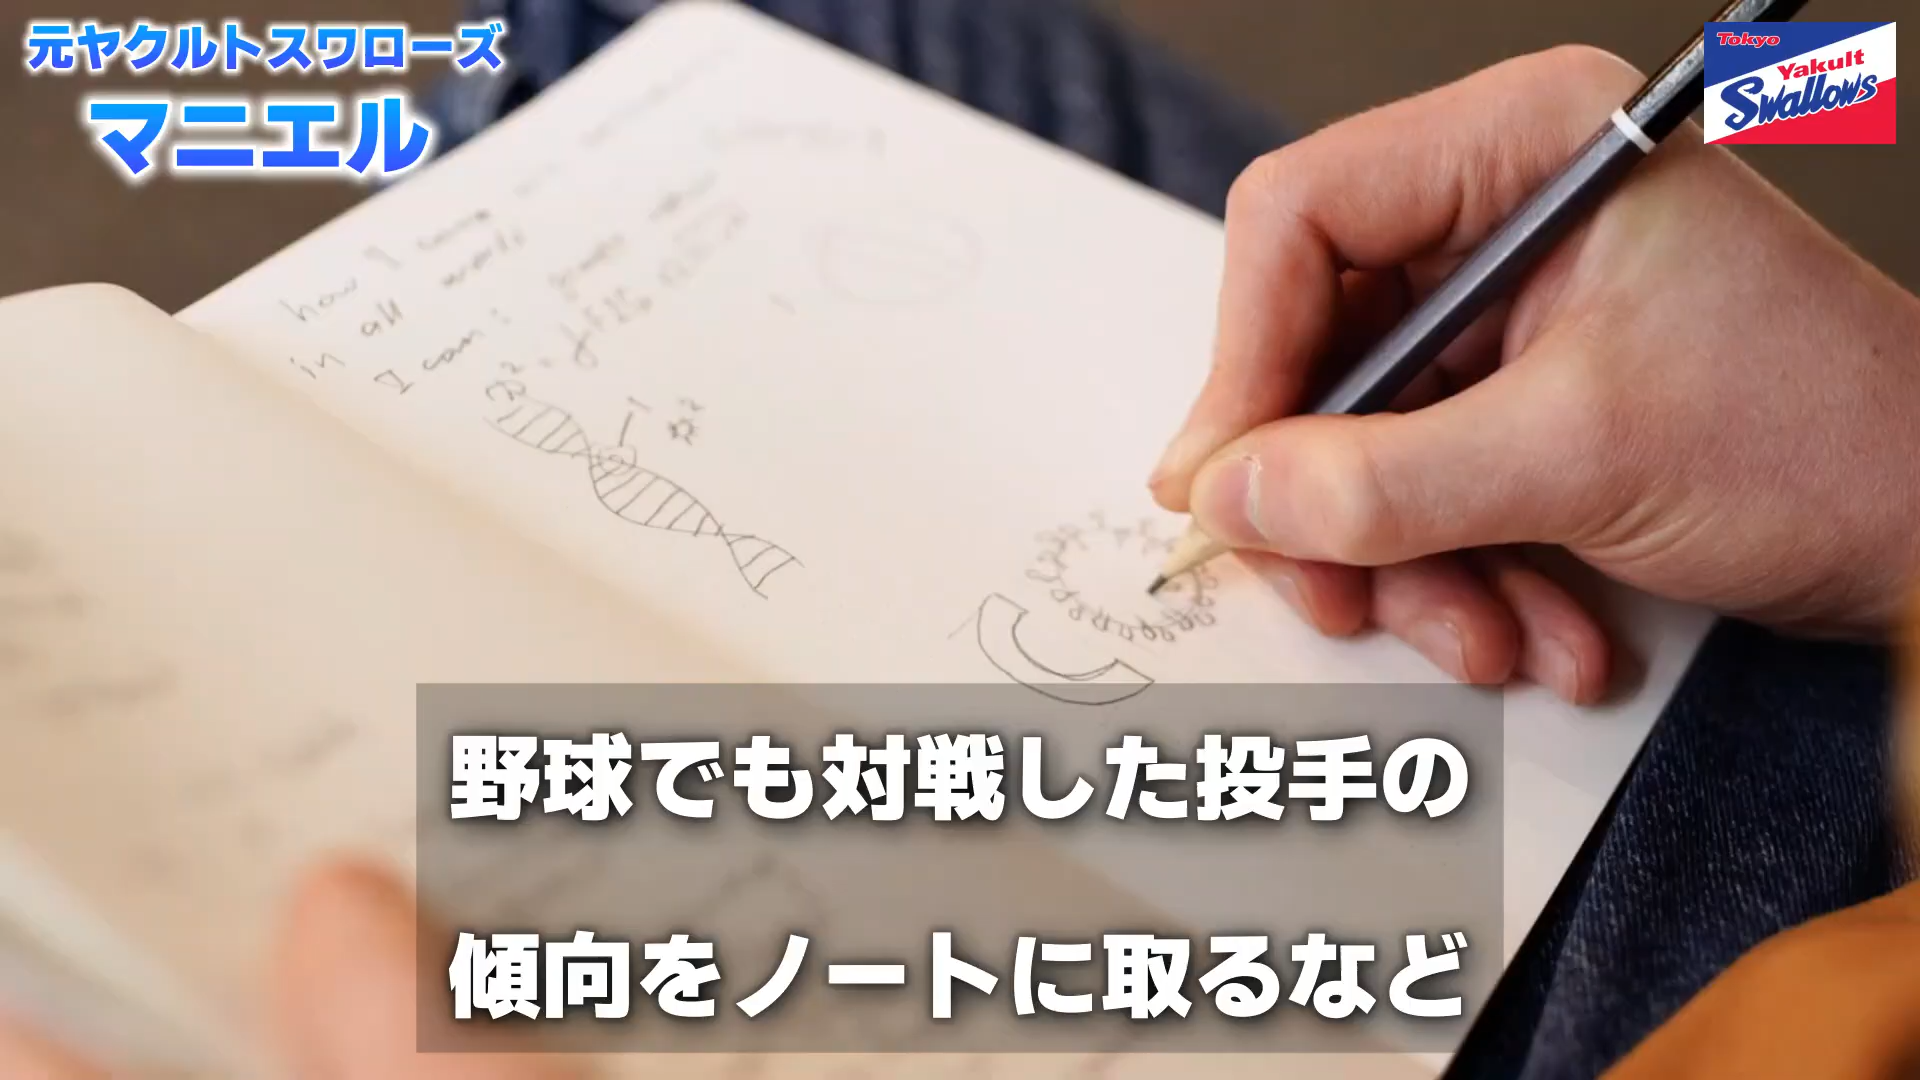 元ヤクルトスワローズ
マニエル
Tokyo
Yakult
Swallows
how I
in all
I can:
野球でも対戦した投手の
傾向をノートに取るなど